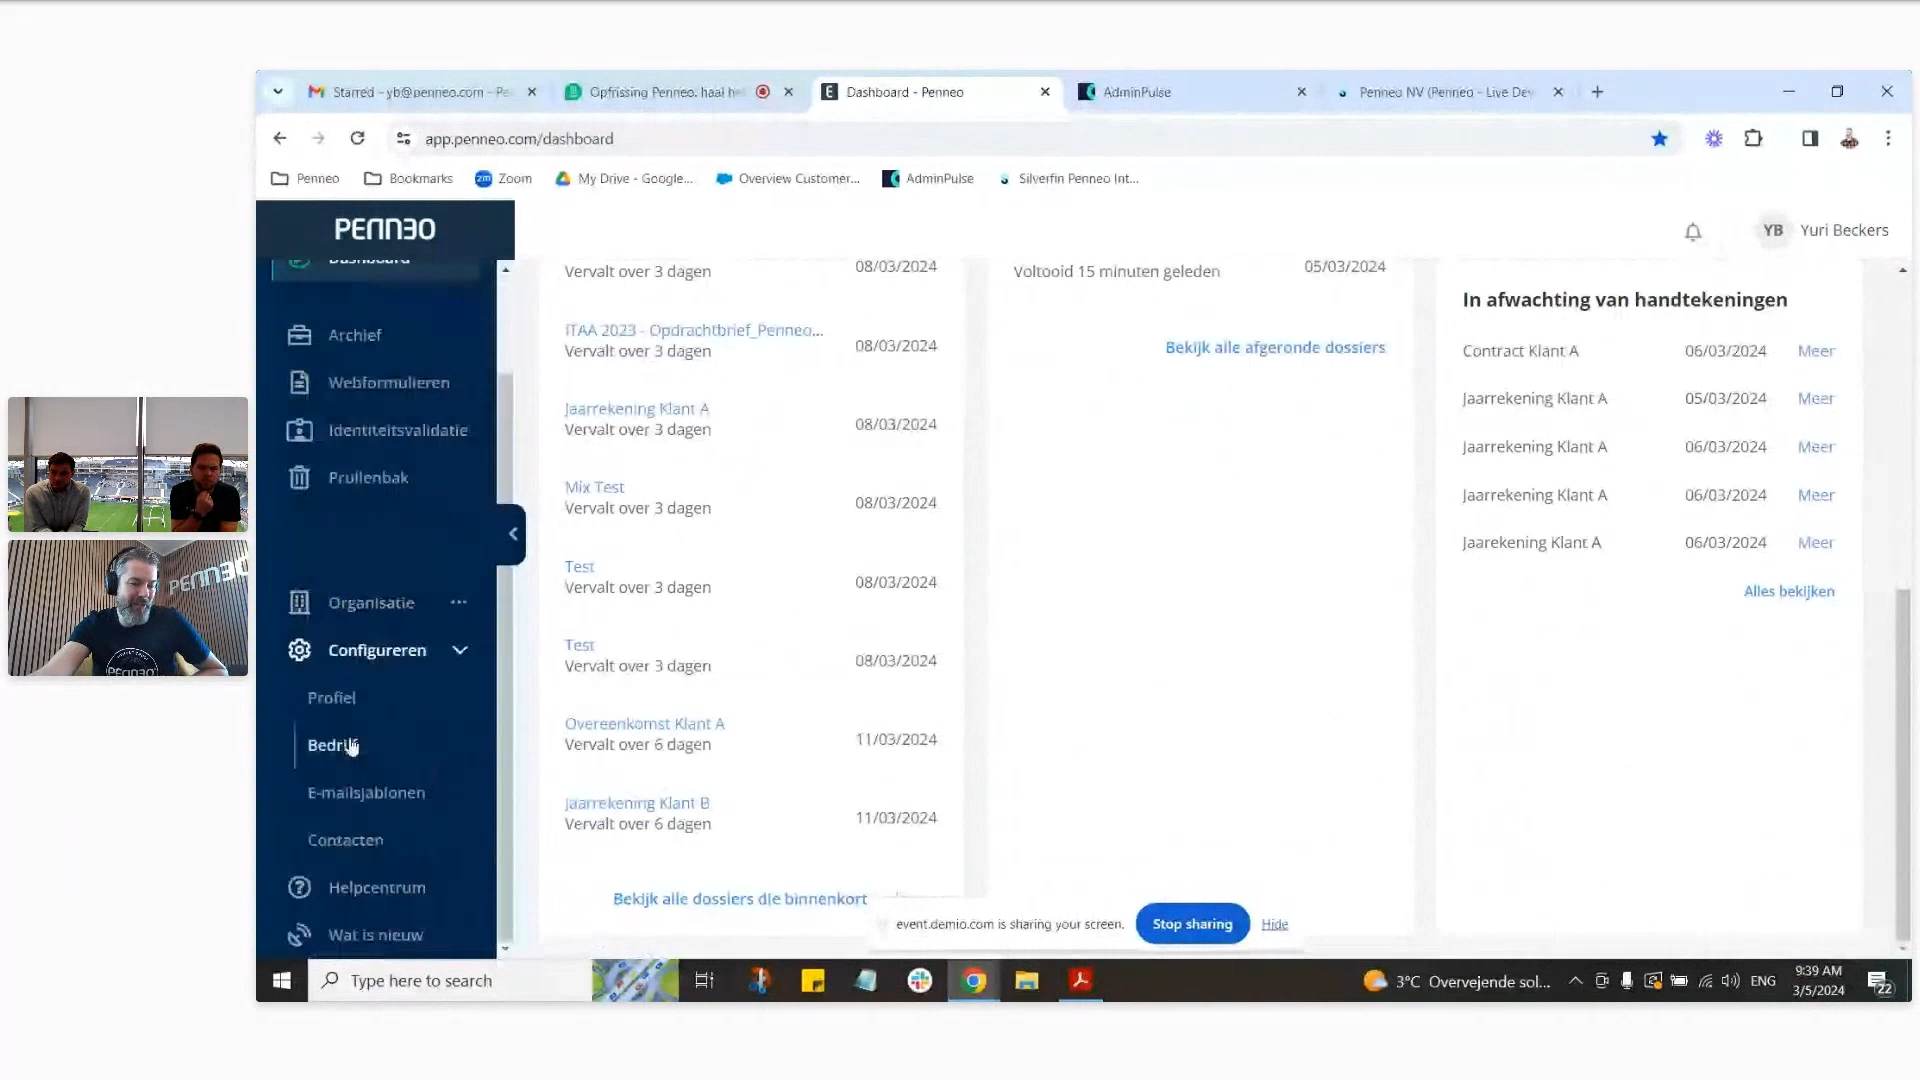 Starred - yb@penneo.com - Pe
Opfrissing Penneo, haal he
Dashboard - Penneo
AdminPulse
Penneo NV (Penneo - Live Dev
app.penneo.com/dashboard
Penneo
Bookmarks
Zoom
My Drive - Google...
Overview Customer...
AdminPulse
Silverfin Penneo Int...
PENNEO
YB
Yuri Beckers
Dashboard
Archief
Webformulieren
Identiteitsvalidatie
Prullenbak
Organisatie
Configureren
Profiel
Bedrijf
E-mailsjablonen
Contacten
Helpcentrum
Wat is nieuw
Vervalt over 3 dagen
08/03/2024
ITAA 2023 - Opdrachtbrief_Penneo...
Vervalt over 3 dagen
08/03/2024
Jaarrekening Klant A
Vervalt over 3 dagen
08/03/2024
Mix Test
Vervalt over 3 dagen
08/03/2024
Test
Vervalt over 3 dagen
08/03/2024
Test
Vervalt over 3 dagen
08/03/2024
Overeenkomst Klant A
Vervalt over 6 dagen
11/03/2024
Jaarrekening Klant B
Vervalt over 6 dagen
11/03/2024
Bekijk alle dossiers die binnenkort
Voltooid 15 minuten geleden
05/03/2024
Bekijk alle afgeronde dossiers
In afwachting van handtekeningen
Contract Klant A 06/03/2024 Meer
Jaarrekening Klant A 05/03/2024 Meer
Jaarrekening Klant A 06/03/2024 Meer
Jaarrekening Klant A 06/03/2024 Meer
Jaarekening Klant A 06/03/2024 Meer
Alles bekijken
event.demio.com is sharing your screen.
Stop sharing
Hide
PENNEO
PENNEO
Type here to search
3°C Overvejende sol...
ENG
9:39 AM
3/5/2024
22